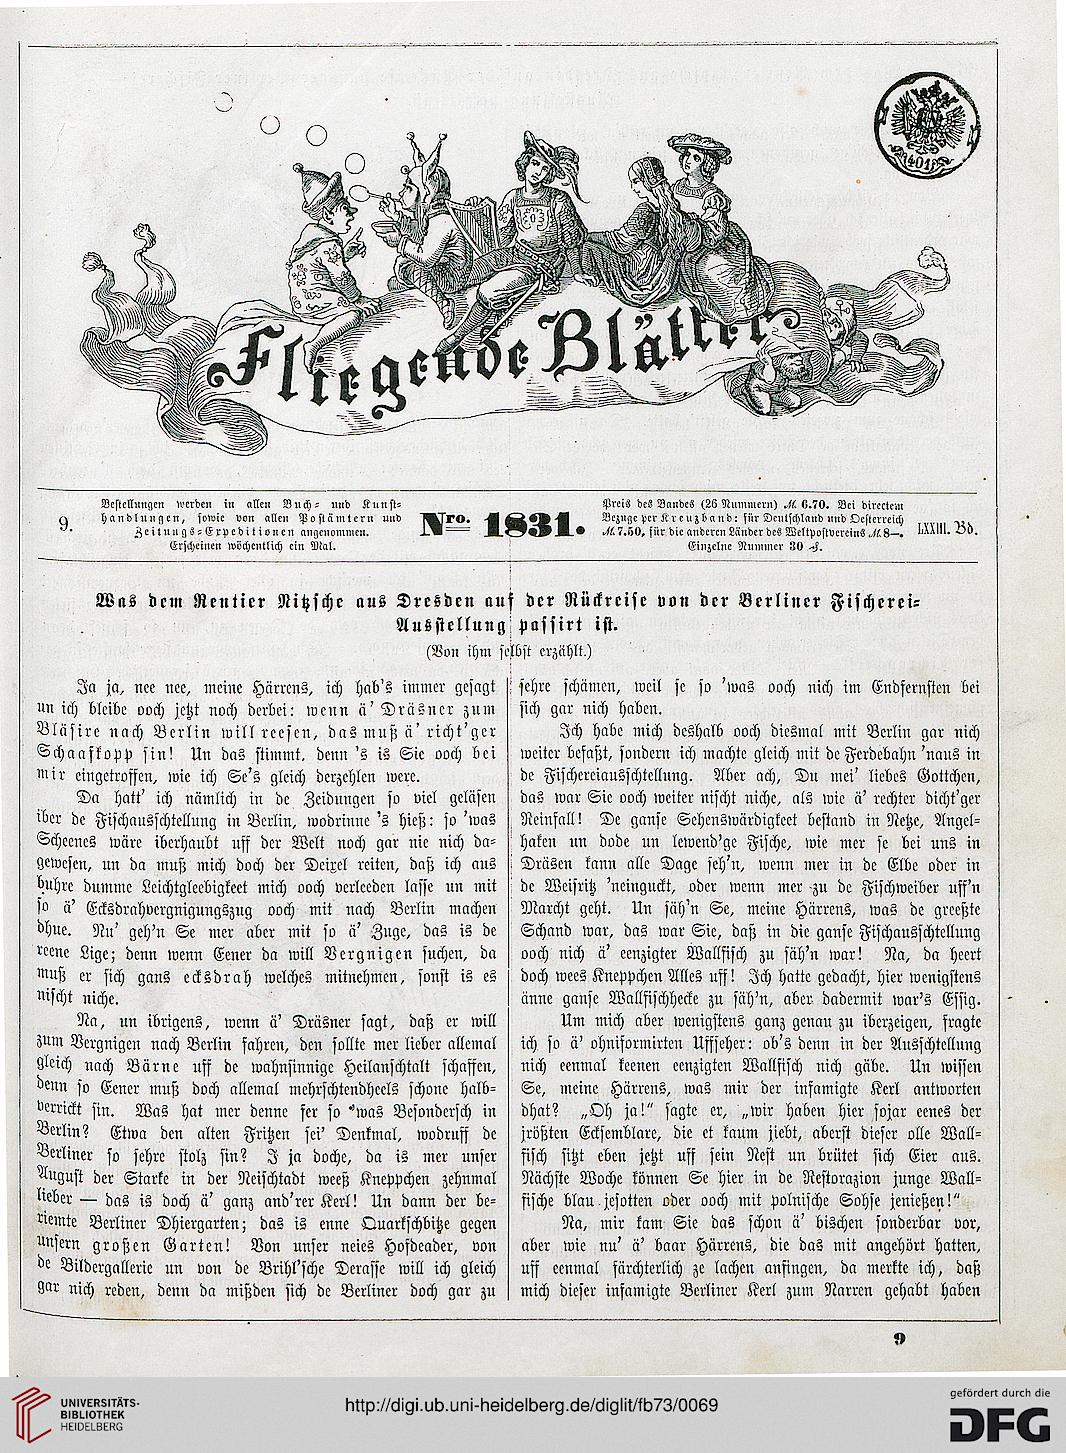 401
Fliegende Blätter
9.
Bestellungen werden in allen Buch- und Kunst-
handlungen, sowie von allen Postämtern und
Zeitungs-Expeditionen angenommen.
Erscheinen wöchentlich ein Mal.
Nro. 1831.
Preis des Bandes (26 Nummern) M. 6.70. Bei directem
Bezuge per Kreuzband: für Deutschland und Oesterreich
M. 7.50, für die anderen Länder des Weltpostvereins M. 8—.
Einzelne Nummer 30 ₰.
LXXIII. Bd.
Was dem Rentier Nitzsche aus Dresden auf der Rückreise von der Berliner Fischerei-
Ausstellung passirt ist.
(Von ihm selbst erzählt.)
Ja ja, nee nee, meine Härrens, ich hab's immer gesagt
un ich bleibe ooch jetzt noch derbei: wenn ä' Dräsner zum
Bläsire nach Berlin will reesen, das muß ä' richt'ger
Schaafkopp sin! Un das stimmt, denn 's is Sie ooch bei
mir eingetroffen, wie ich Se's gleich derzehlen were.
Da hatt' ich nämlich in de Zeidungen so viel geläsen
iber de Fischausschtellung in Berlin, wodrinne 's hieß: so 'was
Scheenes wäre iberhaubt uff der Welt noch gar nie nich da-
gewesen, un da muß mich doch der Deixel reiten, daß ich aus
buhre dumme Leichtgleebigkeet mich ooch verleeden lasse un mit
so ä' Ecksdrahvergnigungszug ooch mit nach Berlin machen
dhue. Nu' geh'n Se mer aber mit so ä' Zuge, das is de
reene Lige; denn wenn Eener da will Vergnigen suchen, da
muß er sich gans ecksdrah welches mitnehmen, sonst is es
nischt niche.
Na, un ibrigens, wenn ä' Dräsner sagt, daß er will
zum Vergnigen nach Berlin fahren, den sollte mer lieber allemal
gleich nach Bärne uff de wahnsinnige Heilanschtalt schaffen,
denn so Eener muß doch allemal mehrschtendheels schone halb-
verrickt sin. Was hat mer denne fer so 'was Besondersch in
Berlin? Etwa den alten Fritzen sei' Denkmal, wodruff de
Berliner so sehre stolz sin? J ja doche, da is mer unser
August der Starke in der Neischtadt weeß Kneppchen zehnmal
lieber — das is doch ä' ganz and'rer Kerl! Un dann der be-
riemte Berliner Dhiergarten; das is enne Quarkschbitze gegen
unsern großen Garten! Von unser neies Hofdeader, von
de Bildergallerie un von de Brihl'sche Derasse will ich gleich
gar nich reden, denn da mißden sich de Berliner doch gar zu
sehre schämen, weil se so 'was ooch nich im Endfernsten bei
sich gar nich haben.
Ich habe mich deshalb ooch diesmal mit Berlin gar nich
weiter befaßt, sondern ich machte gleich mit de Ferdebahn 'naus in
de Fischereiausschtellung. Aber ach, Du mei' liebes Gottchen,
das war Sie ooch weiter nischt niche, als wie ä' rechter dicht'ger
Reinfall! De ganse Sehenswärdigkeet bestand in Netze, Angel-
haken un dode un lewend'ge Fische, wie mer se bei uns in
Dräsen kann alle Dage seh'n, wenn mer in de Elbe oder in
de Weisritz 'neinguckt, oder wenn mer zu de Fischweiber uff'n
Marcht geht. Un säh'n Se, meine Härrens, was de greeßte
Schand war, das war Sie, daß in die ganse Fischausschtellung
ooch nich ä' eenzigter Wallfisch zu säh'n war! Na, da heert
doch wees Kneppchen Alles uff! Ich hatte gedacht, hier wenigstens
änne ganse Wallfischhecke zu säh'n, aber dadermit war's Essig.
Um mich aber wenigstens ganz genau zu iberzeigen, fragte
ich so ä' ohniformirten Uffseher: ob's denn in der Ausschtellung
nich eenmal keenen eenzigten Wallfisch nich gäbe. Un wissen
Se, meine Härrens, was mir der infamigte Kerl antworten
dhat? „Oh ja!" sagte er, „wir haben hier sojar eenes der
jrößten Ecksemblare, die et kaum jiebt, aberst dieser olle Wall-
fisch sitzt eben jetzt uff sein Nest un brütet sich Eier aus.
Nächste Woche können Se hier in de Restorazion junge Wall-
fische blau jesotten oder ooch mit polnische Sohse jenießen!"
Na, mir kam Sie das schon ä' bischen sonderbar vor,
aber wie nu' ä' baar Härrens, die das mit angehört hatten,
uff eenmal färchterlich ze lachen anfingen, da merkte ich, daß
mich dieser infamigte Berliner Kerl zum Narren gehabt haben
9
UNIVERSITÄTS-
BIBLIOTHEK
HEIDELBERG
http://digi.ub.uni-heidelberg.de/diglit/fb73/0069
gefördert durch die
DFG